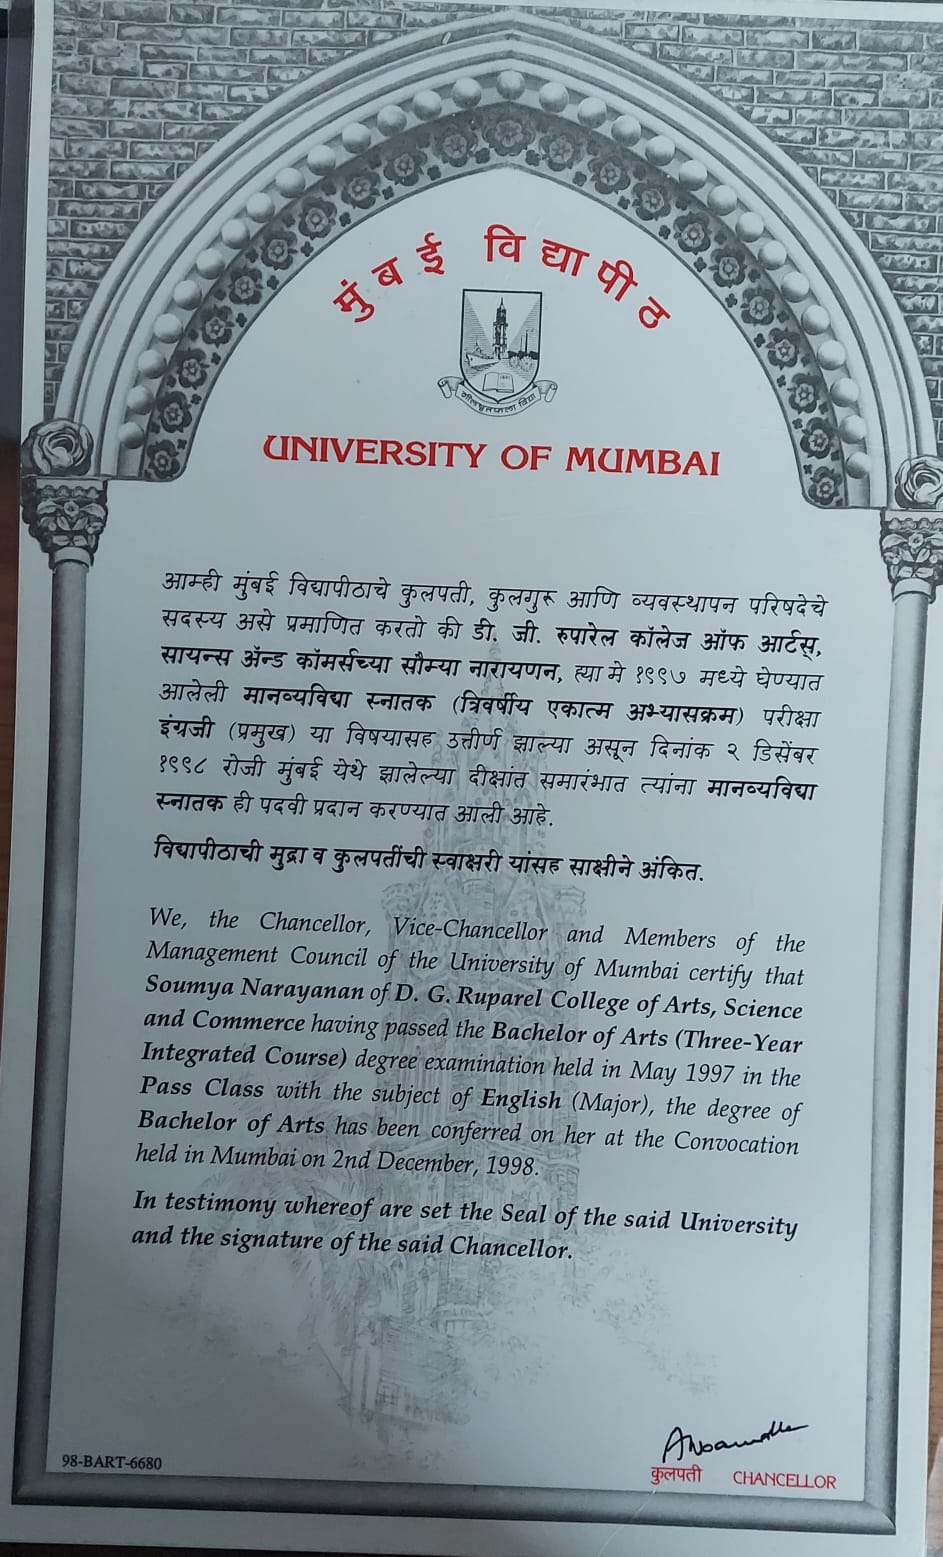 मुंबई विद्यापीठ
शीलवृतफला विद्या
UNIVERSITY OF MUMBAI
आम्ही मुंबई विद्यापीठाचे कुलपती, कुलगुरू आणि व्यवस्थापन परिषदेचे
सदस्य असे प्रमाणित करतो की डी. जी. रुपारेल कॉलेज ऑफ आर्टस्,
सायन्स ॲन्ड कॉमर्सच्या सौम्या नारायणन, ह्या मे १९९७ मध्ये घेण्यात
आलेली मानव्यविद्या स्नातक (त्रिवर्षीय एकात्म अभ्यासक्रम) परीक्षा
इंग्रजी (प्रमुख) या विषयासह उत्तीर्ण झाल्या असून दिनांक २ डिसेंबर
१९९८ रोजी मुंबई येथे झालेल्या दीक्षांत समारंभात त्यांना मानव्यविद्या
स्नातक ही पदवी प्रदान करण्यात आली आहे.
विद्यापीठाची मुद्रा व कुलपतींची स्वाक्षरी यांसह साक्षीने अंकित.
We, the Chancellor, Vice-Chancellor and Members of the
Management Council of the University of Mumbai certify that
Soumya Narayanan of D. G. Ruparel College of Arts, Science
and Commerce having passed the Bachelor of Arts (Three-Year
Integrated Course) degree examination held in May 1997 in the
Pass Class with the subject of English (Major), the degree of
Bachelor of Arts has been conferred on her at the Convocation
held in Mumbai on 2nd December, 1998.
In testimony whereof are set the Seal of the said University
and the signature of the said Chancellor.
98-BART-6680
कुलपती CHANCELLOR